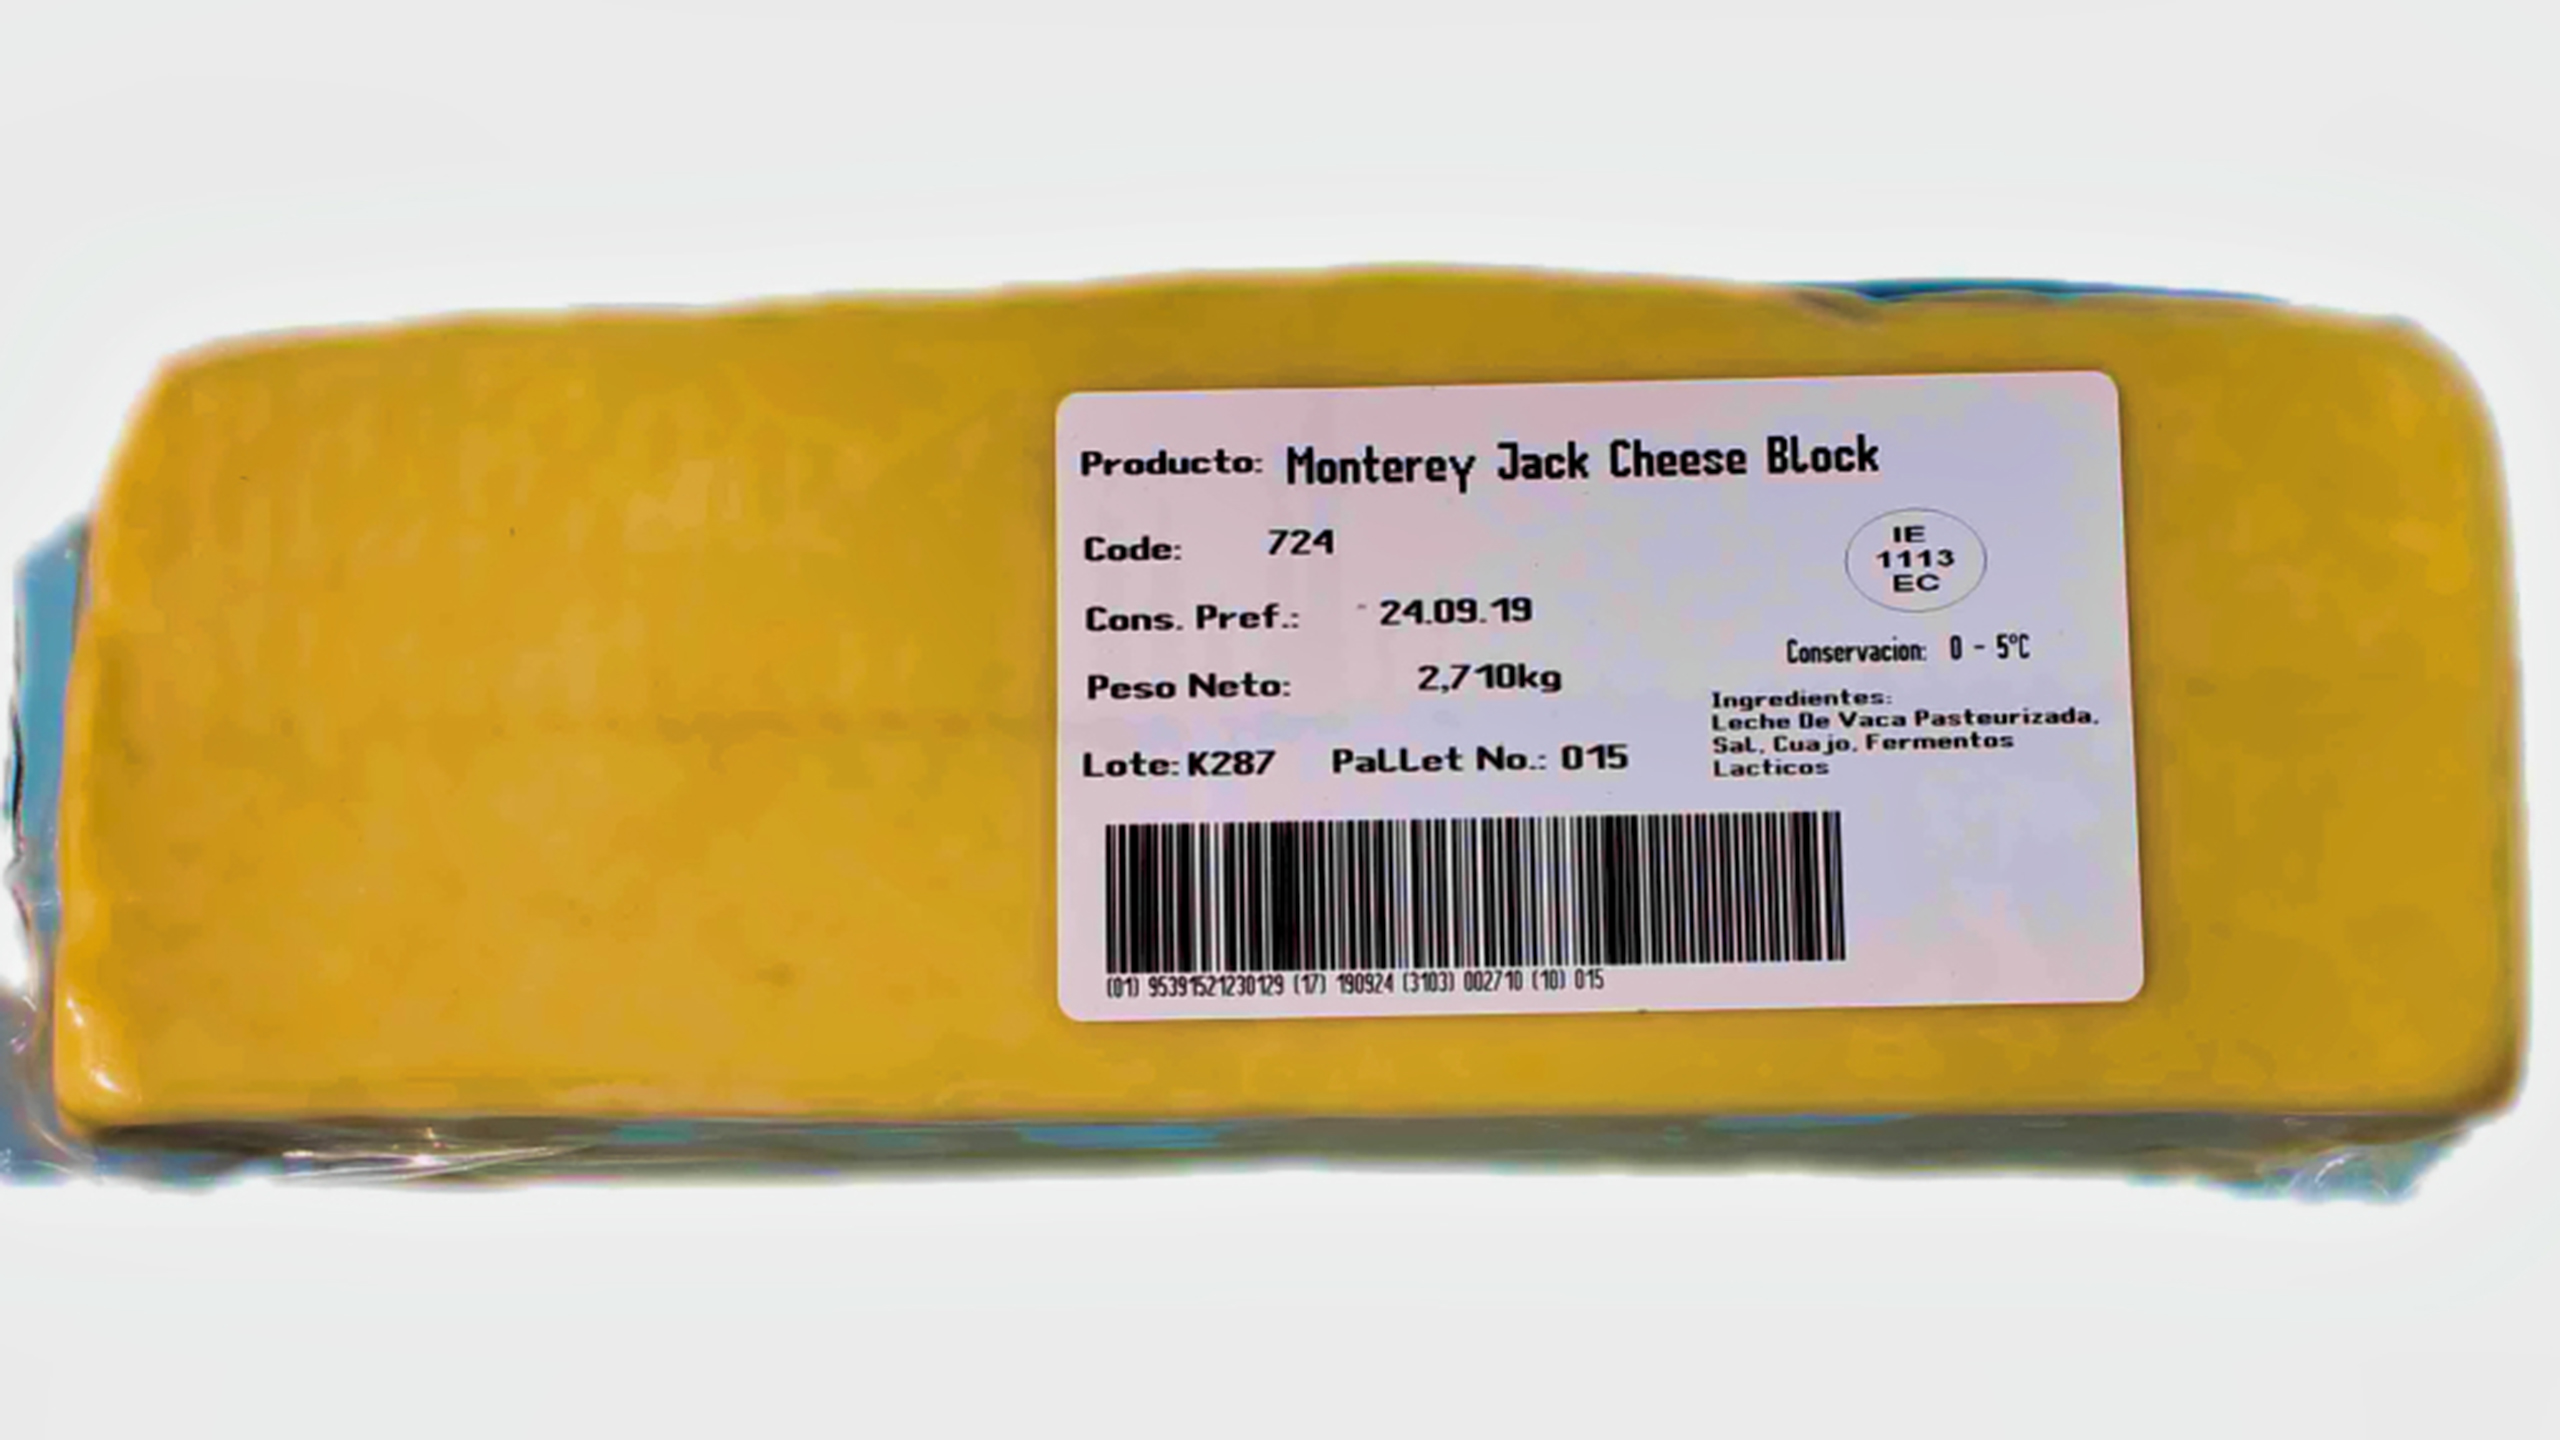 Producto: Monterey Jack Cheese Block
Code: 724
IE
1113
EC
Cons. Pref.: 24.09.19
Conservacion: 0 - 5ºC
Peso Neto: 2,710kg
Ingredientes:
Leche De Vaca Pasteurizada,
Sal, Cuajo, Fermentos
Lacticos
Lote: K287 Pallet No.: 015
(01) 95391521230129 (17) 190924 (3103) 002710 (10) 015